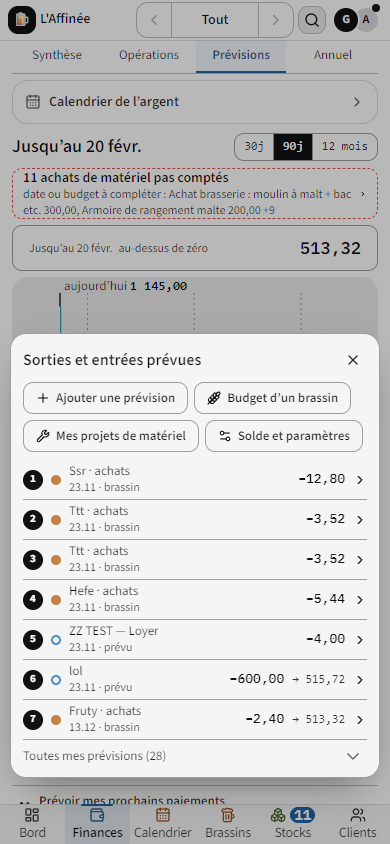 L'Affinée
Tout
G A
Synthèse Opérations Prévisions Annuel
Calendrier de l'argent
Jusqu'au 20 févr. 30j 90j 12 mois
11 achats de matériel pas comptés
date ou budget à compléter : Achat brasserie : moulin à malt + bac
etc. 300,00, Armoire de rangement malte 200,00 +9
Jusqu'au 20 févr. au-dessus de zéro 513,32
aujourd'hui 1 145,00
Sorties et entrées prévues
Ajouter une prévision Budget d'un brassin
Mes projets de matériel Solde et paramètres
1 Ssr · achats −12,80
23.11 · brassin
2 Ttt · achats −3,52
23.11 · brassin
3 Ttt · achats −3,52
23.11 · brassin
4 Hefe · achats −5,44
23.11 · brassin
5 ZZ TEST — Loyer −4,00
23.11 · prévu
6 lol −600,00 → 515,72
23.11 · prévu
7 Fruty · achats −2,40 → 513,32
13.12 · brassin
Toutes mes prévisions (28)
Prévoir mes prochains paiements
11
Bord Finances Calendrier Brassins Stocks Clients